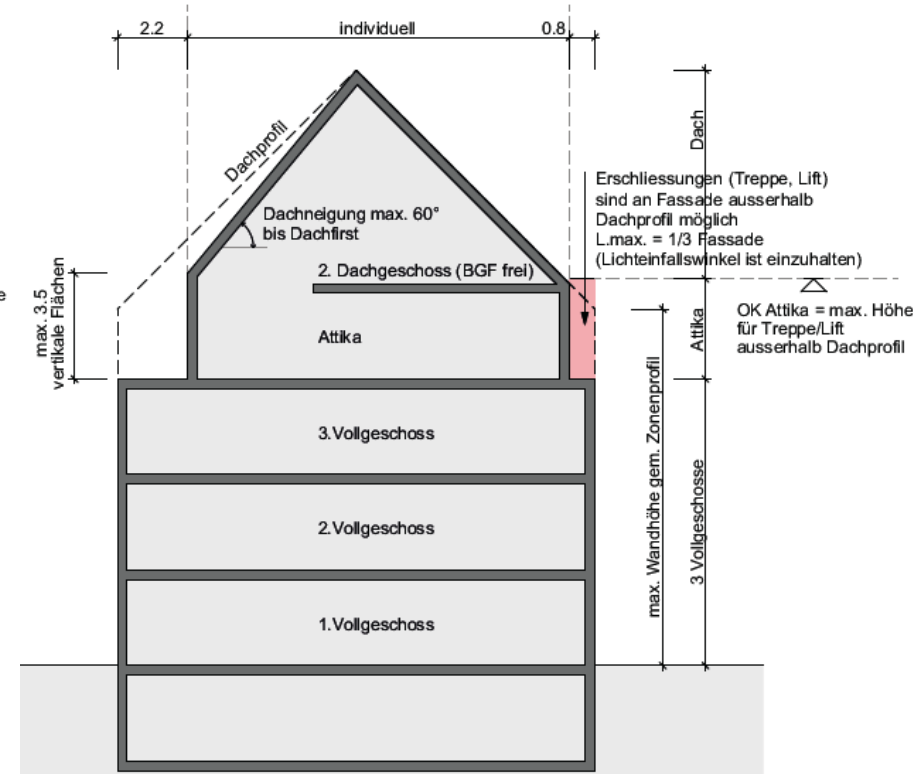 2.2
individuell
0.8
Dachprofil
Dach
Erschliessungen (Treppe, Lift)
sind an Fassade ausserhalb
Dachprofil möglich
L.max. = 1/3 Fassade
(Lichteinfallswinkel ist einzuhalten)
Dachneigung max. 60°
bis Dachfirst
2. Dachgeschoss (BGF frei)
max. 3.5
vertikale Flächen
e
Attika
Attika
OK Attika = max. Höhe
für Treppe/Lift
ausserhalb Dachprofil
3.Vollgeschoss
2.Vollgeschoss
1.Vollgeschoss
max. Wandhöhe gem. Zonenprofil
3 Vollgeschosse